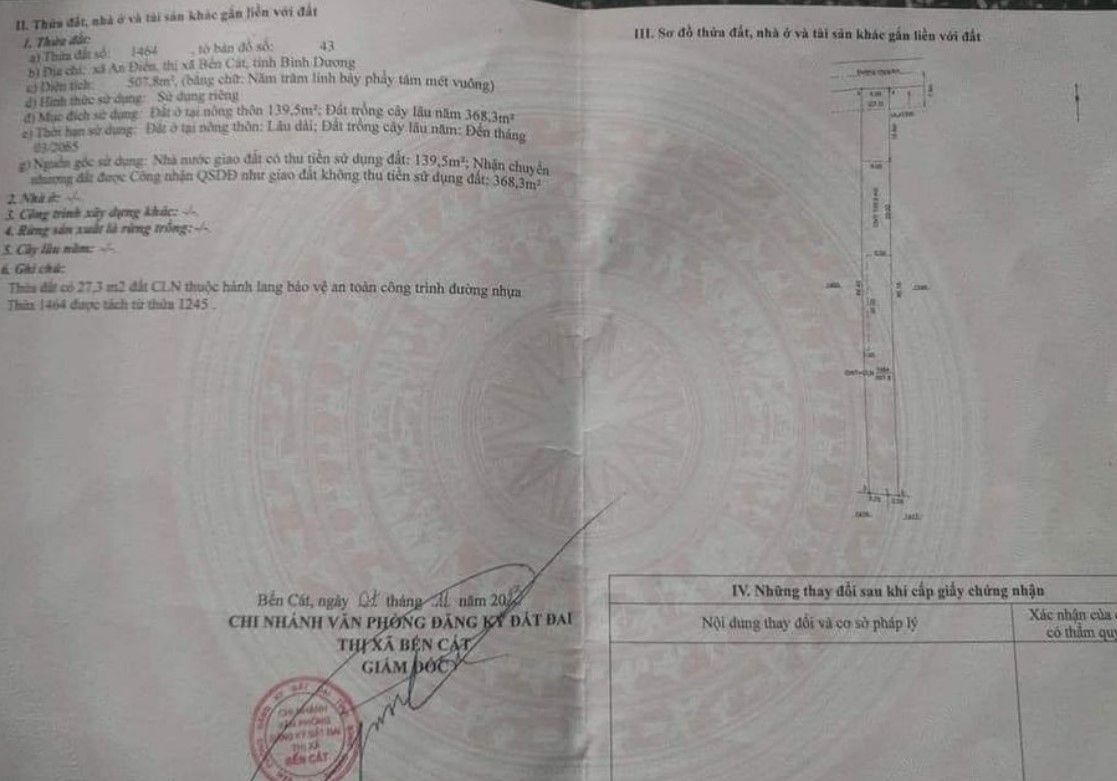 II. Thửa đất, nhà ở và tài sản khác gắn liền với đất
1. Thửa đất:
a) Thửa đất số: 1464 , tờ bản đồ số: 43
b) Địa chỉ: xã An Điền, thị xã Bến Cát, tỉnh Bình Dương
c) Diện tích: 507,8m², (bằng chữ: Năm trăm linh bảy phẩy tám mét vuông)
d) Hình thức sử dụng: Sử dụng riêng
đ) Mục đích sử dụng: Đất ở tại nông thôn 139,5m²; Đất trồng cây lâu năm 368,3m²
e) Thời hạn sử dụng: Đất ở tại nông thôn: Lâu dài; Đất trồng cây lâu năm: Đến tháng
03/2065
g) Nguồn gốc sử dụng: Nhà nước giao đất có thu tiền sử dụng đất: 139,5m²; Nhận chuyển
nhượng đất được Công nhận QSDĐ như giao đất không thu tiền sử dụng đất: 368,3m²
2. Nhà ở: -/-
3. Công trình xây dựng khác: -/-
4. Rừng sản xuất là rừng trồng: -/-
5. Cây lâu năm: -/-
6. Ghi chú:
Thửa đất có 27,3 m2 đất CLN thuộc hành lang bảo vệ an toàn công trình đường nhựa
Thửa 1464 được tách từ thửa 1245 .
Bến Cát, ngày tháng năm
CHI NHÁNH VĂN PHÒNG ĐĂNG KÝ ĐẤT ĐAI
THỊ XÃ BẾN CÁT
GIÁM ĐỐC
CHI NHÁNH
VĂN PHÒNG
ĐĂNG KÝ ĐẤT ĐAI
THỊ XÃ
BẾN CÁT
III. Sơ đồ thửa đất, nhà ở và tài sản khác gắn liền với đất
IV. Những thay đổi sau khi cấp giấy chứng nhận
Nội dung thay đổi và cơ sở pháp lý
Xác nhận của
có thẩm